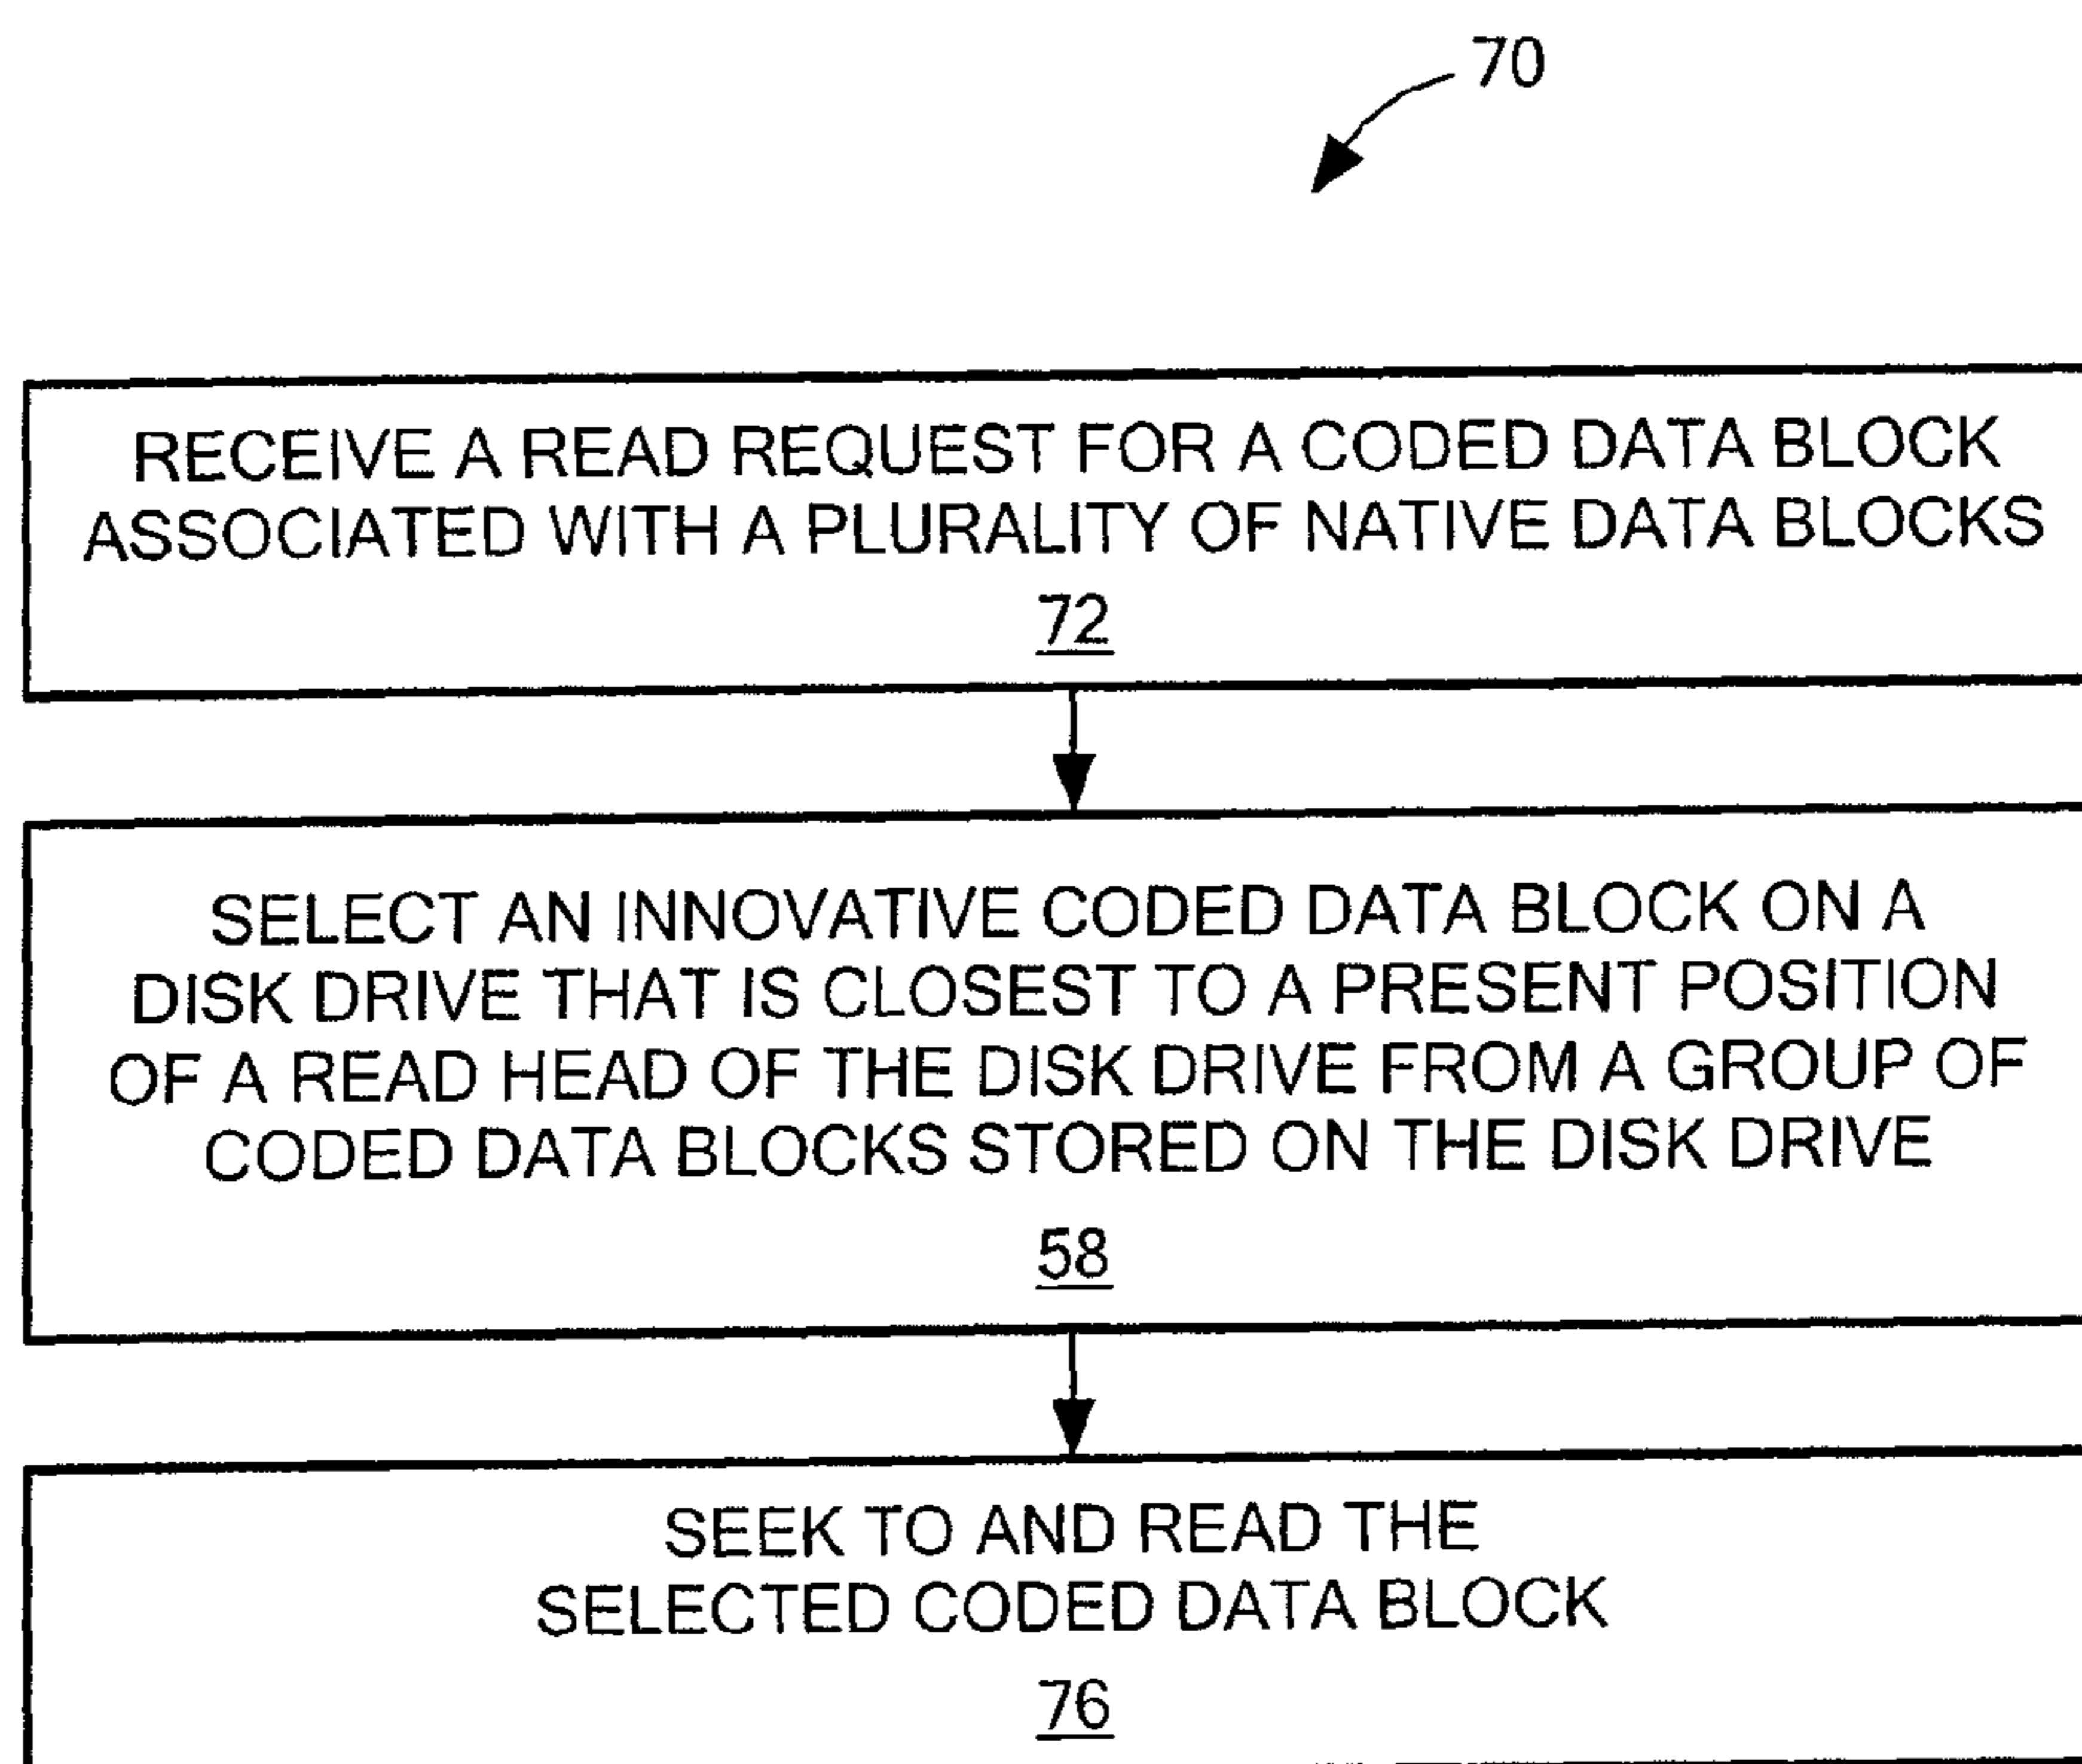 70
RECEIVE A READ REQUEST FOR A CODED DATA BLOCK
ASSOCIATED WITH A PLURALITY OF NATIVE DATA BLOCKS
72
SELECT AN INNOVATIVE CODED DATA BLOCK ON A
DISK DRIVE THAT IS CLOSEST TO A PRESENT POSITION
OF A READ HEAD OF THE DISK DRIVE FROM A GROUP OF
CODED DATA BLOCKS STORED ON THE DISK DRIVE
58
SEEK TO AND READ THE
SELECTED CODED DATA BLOCK
76